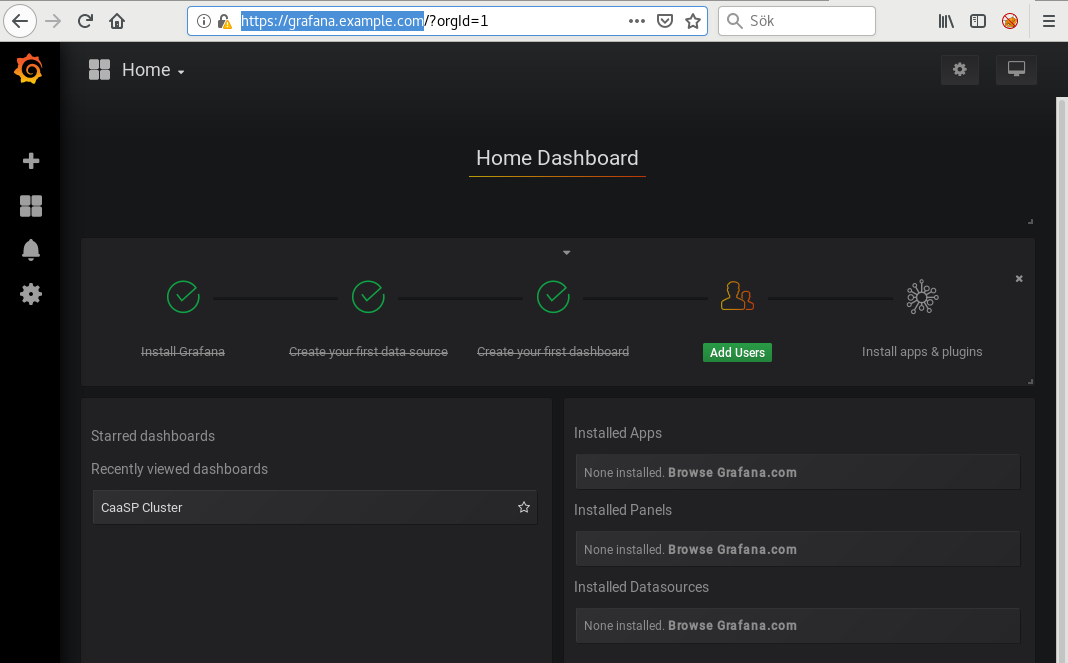 https://grafana.example.com/?orgId=1
Sök
Home
Home Dashboard
Install Grafana
Create your first data source
Create your first dashboard
Add Users
Install apps & plugins
Starred dashboards
Recently viewed dashboards
CaaSP Cluster
Installed Apps
None installed. Browse Grafana.com
Installed Panels
None installed. Browse Grafana.com
Installed Datasources
None installed. Browse Grafana.com